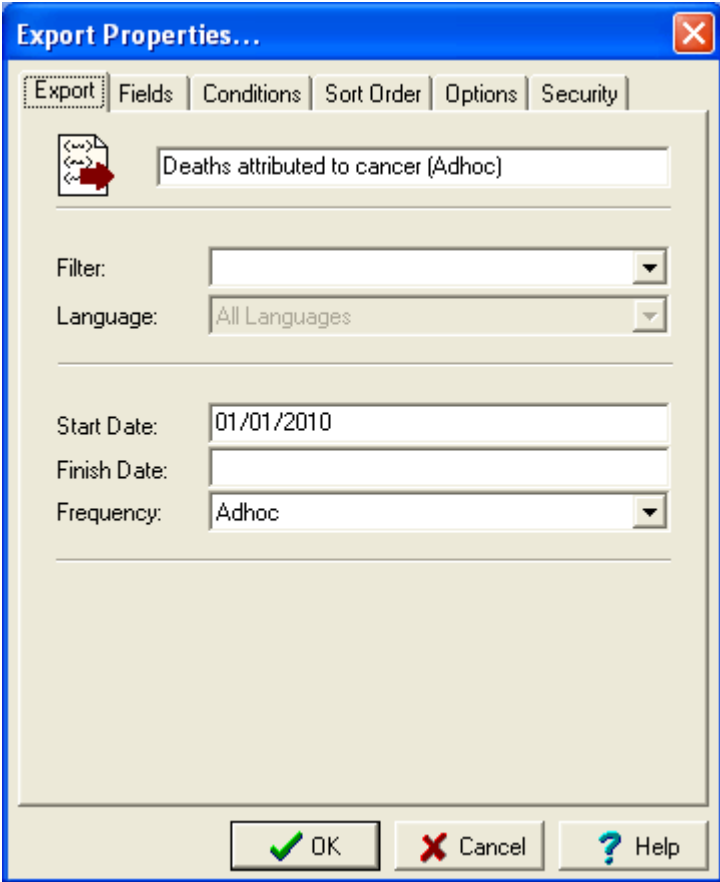 Export Properties...
Export Fields Conditions Sort Order Options Security
Deaths attributed to cancer (Adhoc)
Filter:
Language: All Languages
Start Date: 01/01/2010
Finish Date:
Frequency: Adhoc
OK Cancel Help